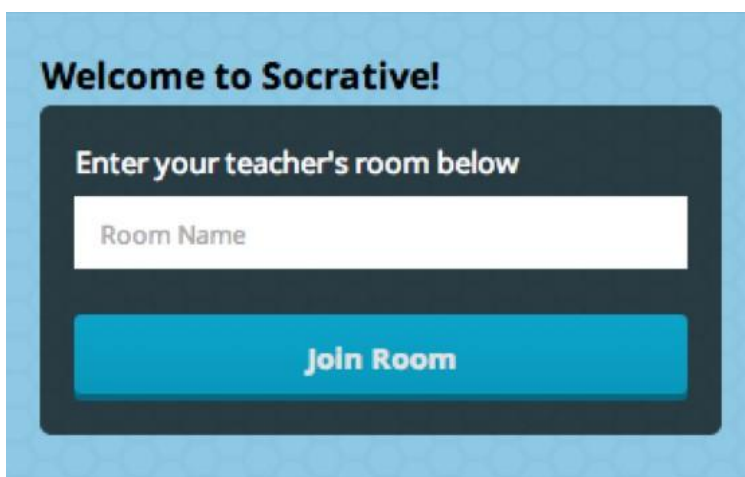 Welcome to Socrative!
Enter your teacher's room below
Room Name
Join Room